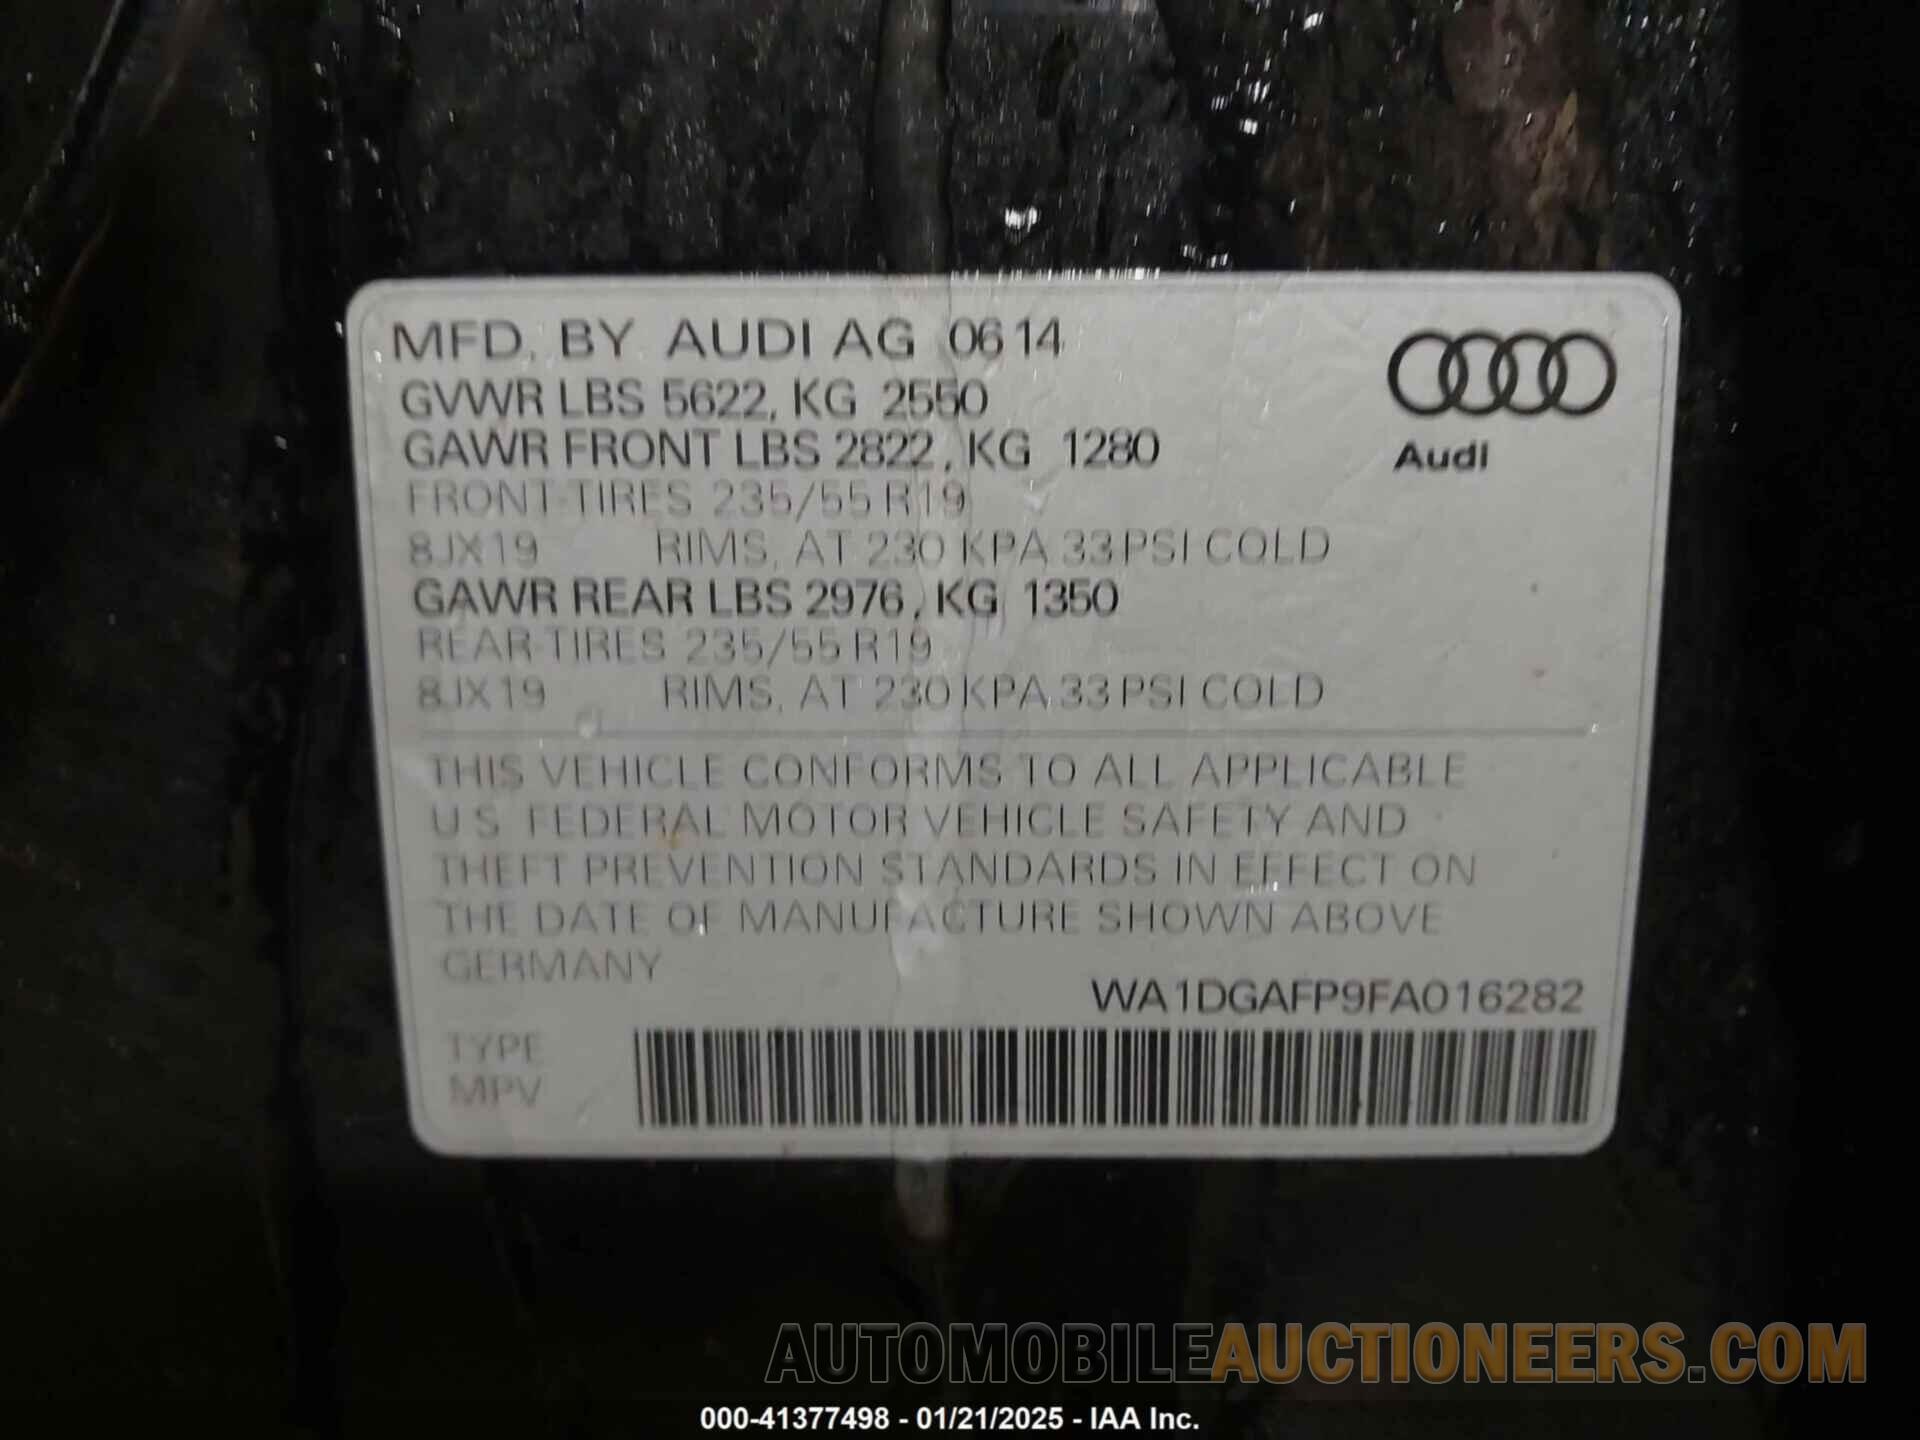 MFD. BY AUDI AG 0614
GVWR LBS 5622, KG 2550
GAWR FRONT LBS 2822, KG 1280
Audi
FRONT-TIRES 235/55 R19
8JX19 RIMS, AT 230 KPA 33 PSI COLD
GAWR REAR LBS 2976, KG 1350
REAR-TIRES 235/55 R19
8JX19 RIMS, AT 230 KPA 33 PSI COLD
THIS VEHICLE CONFORMS TO ALL APPLICABLE
U S FEDERAL MOTOR VEHICLE SAFETY AND
THEFT PREVENTION STANDARDS IN EFFECT ON
THE DATE OF MANUFACTURE SHOWN ABOVE
GERMANY
WA1DGAFP9FA016282
TYPE
MPV
AUTOMOBILEAUCTIONEERS.COM
000-41377498 - 01/21/2025 - IAA Inc.